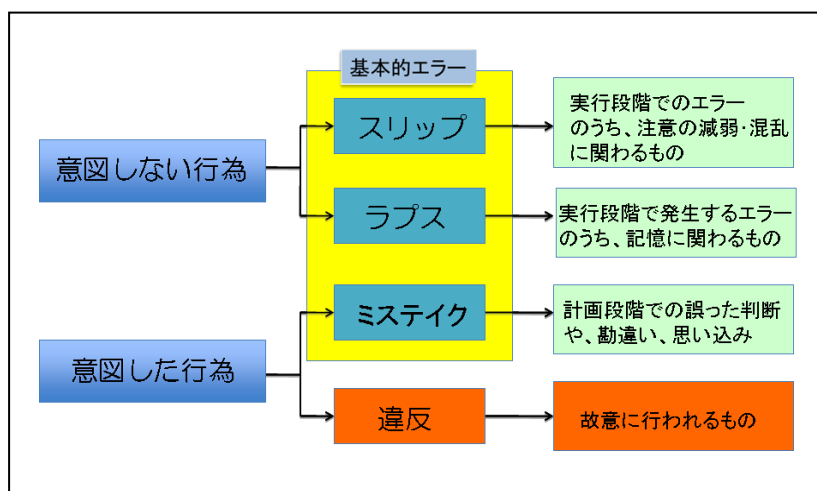 基本的エラー
意図しない行為
スリップ
実行段階でのエラー
のうち、注意の減弱・混乱
に関わるもの
ラプス
実行段階で発生するエラー
のうち、記憶に関わるもの
意図した行為
ミステイク
計画段階での誤った判断
や、勘違い、思い込み
違反
故意に行われるもの